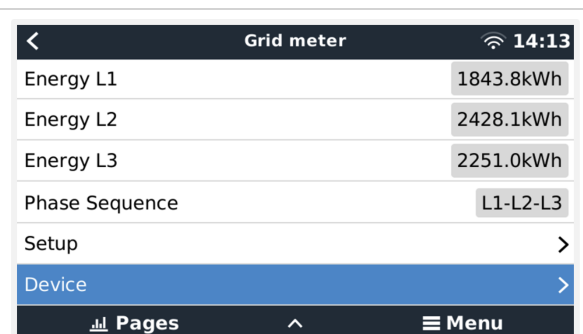 Grid meter 14:13
Energy L1 1843.8kWh
Energy L2 2428.1kWh
Energy L3 2251.0kWh
Phase Sequence L1-L2-L3
Setup
Device
Pages Menu